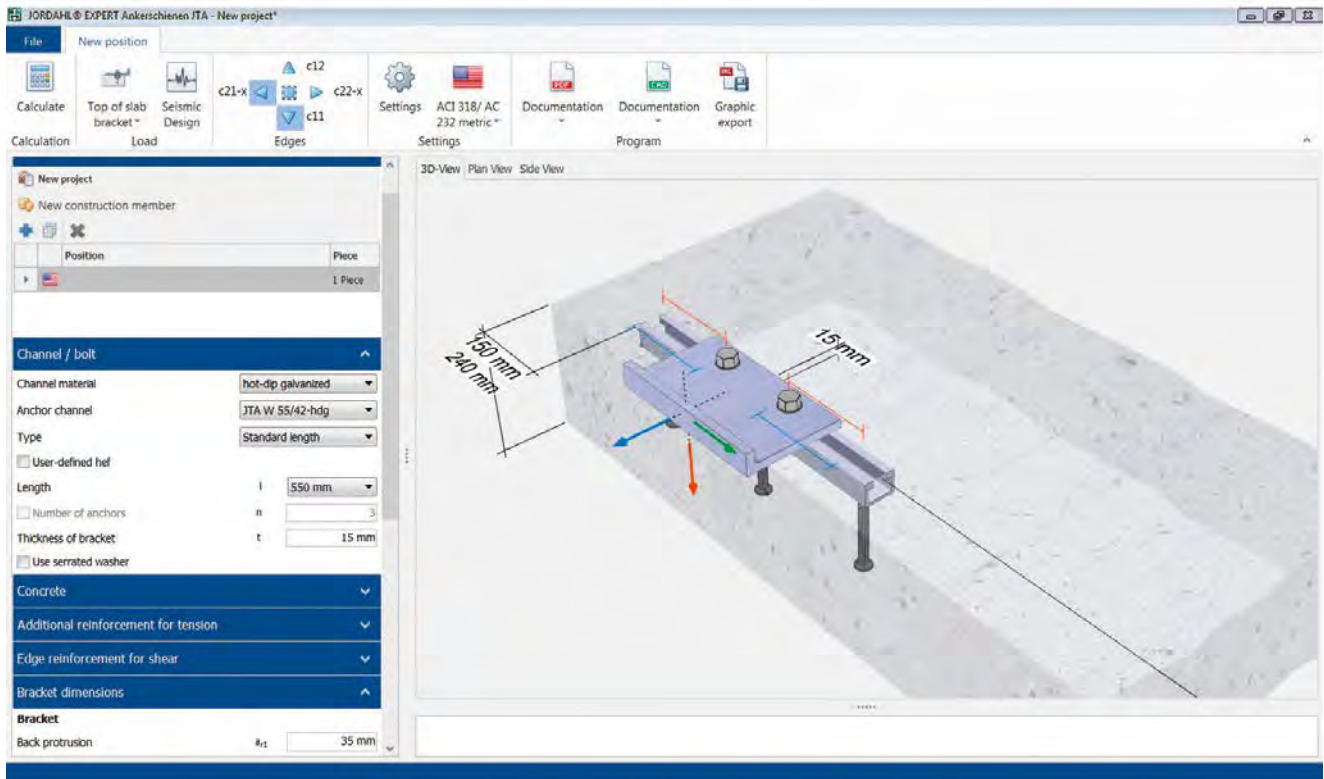 JORDAHL® EXPERT Ankerschienen JTA - New project*
File New position
c12
c21-x c22-x
c11
Calculate Top of slab bracket Seismic Design Settings ACI 318/ AC 232 metric Documentation Documentation Graphic export
PDF CAD
Calculation Load Edges Settings Program
New project
New construction member
Position Piece
1 Piece
Channel / bolt
Channel material hot-dip galvanized
Anchor channel JTA W 55/42-hdg
Type Standard length
User-defined hef
Length l 550 mm
Number of anchors n 3
Thickness of bracket t 15 mm
Use serrated washer
Concrete
Additional reinforcement for tension
Edge reinforcement for shear
Bracket dimensions
Bracket
Back protrusion 35 mm
3D-View Plan View Side View
150 mm
240 mm
15 mm